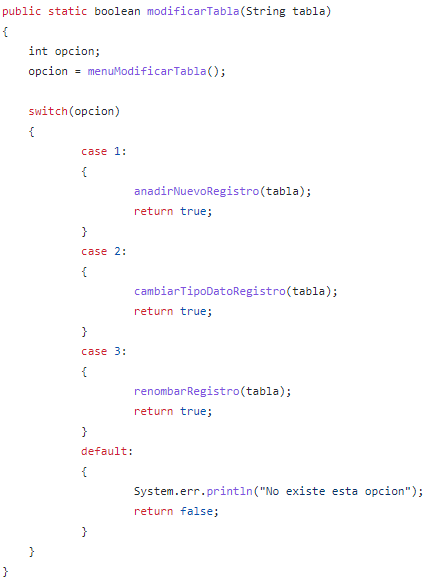 public static boolean modificarTabla(String tabla)
{
    int opcion;
    opcion = menuModificarTabla();

    switch(opcion)
    {
            case 1:
            {
                    anadirNuevoRegistro(tabla);
                    return true;
            }
            case 2:
            {
                    cambiarTipoDatoRegistro(tabla);
                    return true;
            }
            case 3:
            {
                    renombarRegistro(tabla);
                    return true;
            }
            default:
            {
                    System.err.println("No existe esta opcion");
                    return false;
            }
    }
}